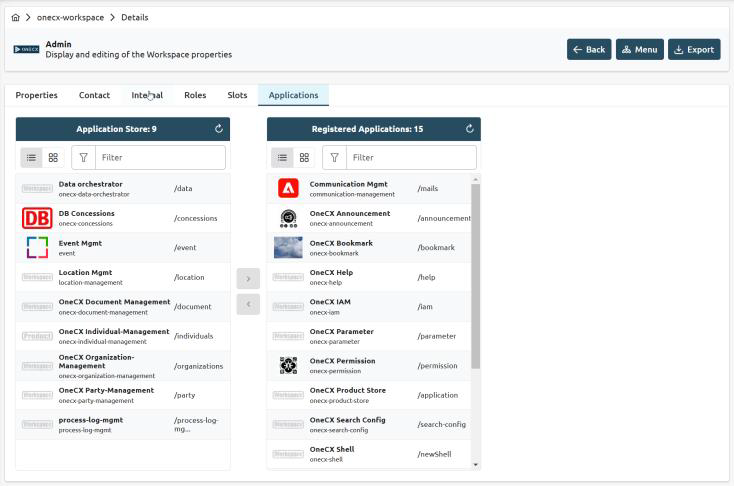 onecx-workspace > Details
ONECX
Admin
Display and editing of the Workspace properties
Back
Menu
Export
Properties
Contact
Internal
Roles
Slots
Applications
Application Store: 9
Filter
Workspace
Data orchestrator
onecx-data-orchestrator
/data
DB
DB Concessions
onecx-concessions
/concessions
Event Mgmt
event
/event
Workspace
Location Mgmt
location-management
/location
Workspace
OneCX Document Management
onecx-document-management
/document
Product
OneCX Individual-Management
onecx-individual-management
/individuals
Workspace
OneCX Organization-
Management
onecx-organization-management
/organizations
Workspace
OneCX Party-Management
onecx-party-management
/party
Workspace
process-log-mgmt
process-log-mgmt
/process-log-
mg...
Registered Applications: 15
Filter
Communication Mgmt
communication-management
/mails
OneCX Announcement
onecx-announcement
/announcement
OneCX Bookmark
onecx-bookmark
/bookmark
Workspace
OneCX Help
onecx-help
/help
Workspace
OneCX IAM
onecx-iam
/iam
Workspace
OneCX Parameter
onecx-parameter
/parameter
OneCX Permission
onecx-permission
/permission
Workspace
OneCX Product Store
onecx-product-store
/application
Workspace
OneCX Search Config
onecx-search-config
/search-config
Workspace
OneCX Shell
onecx-shell
/newShell